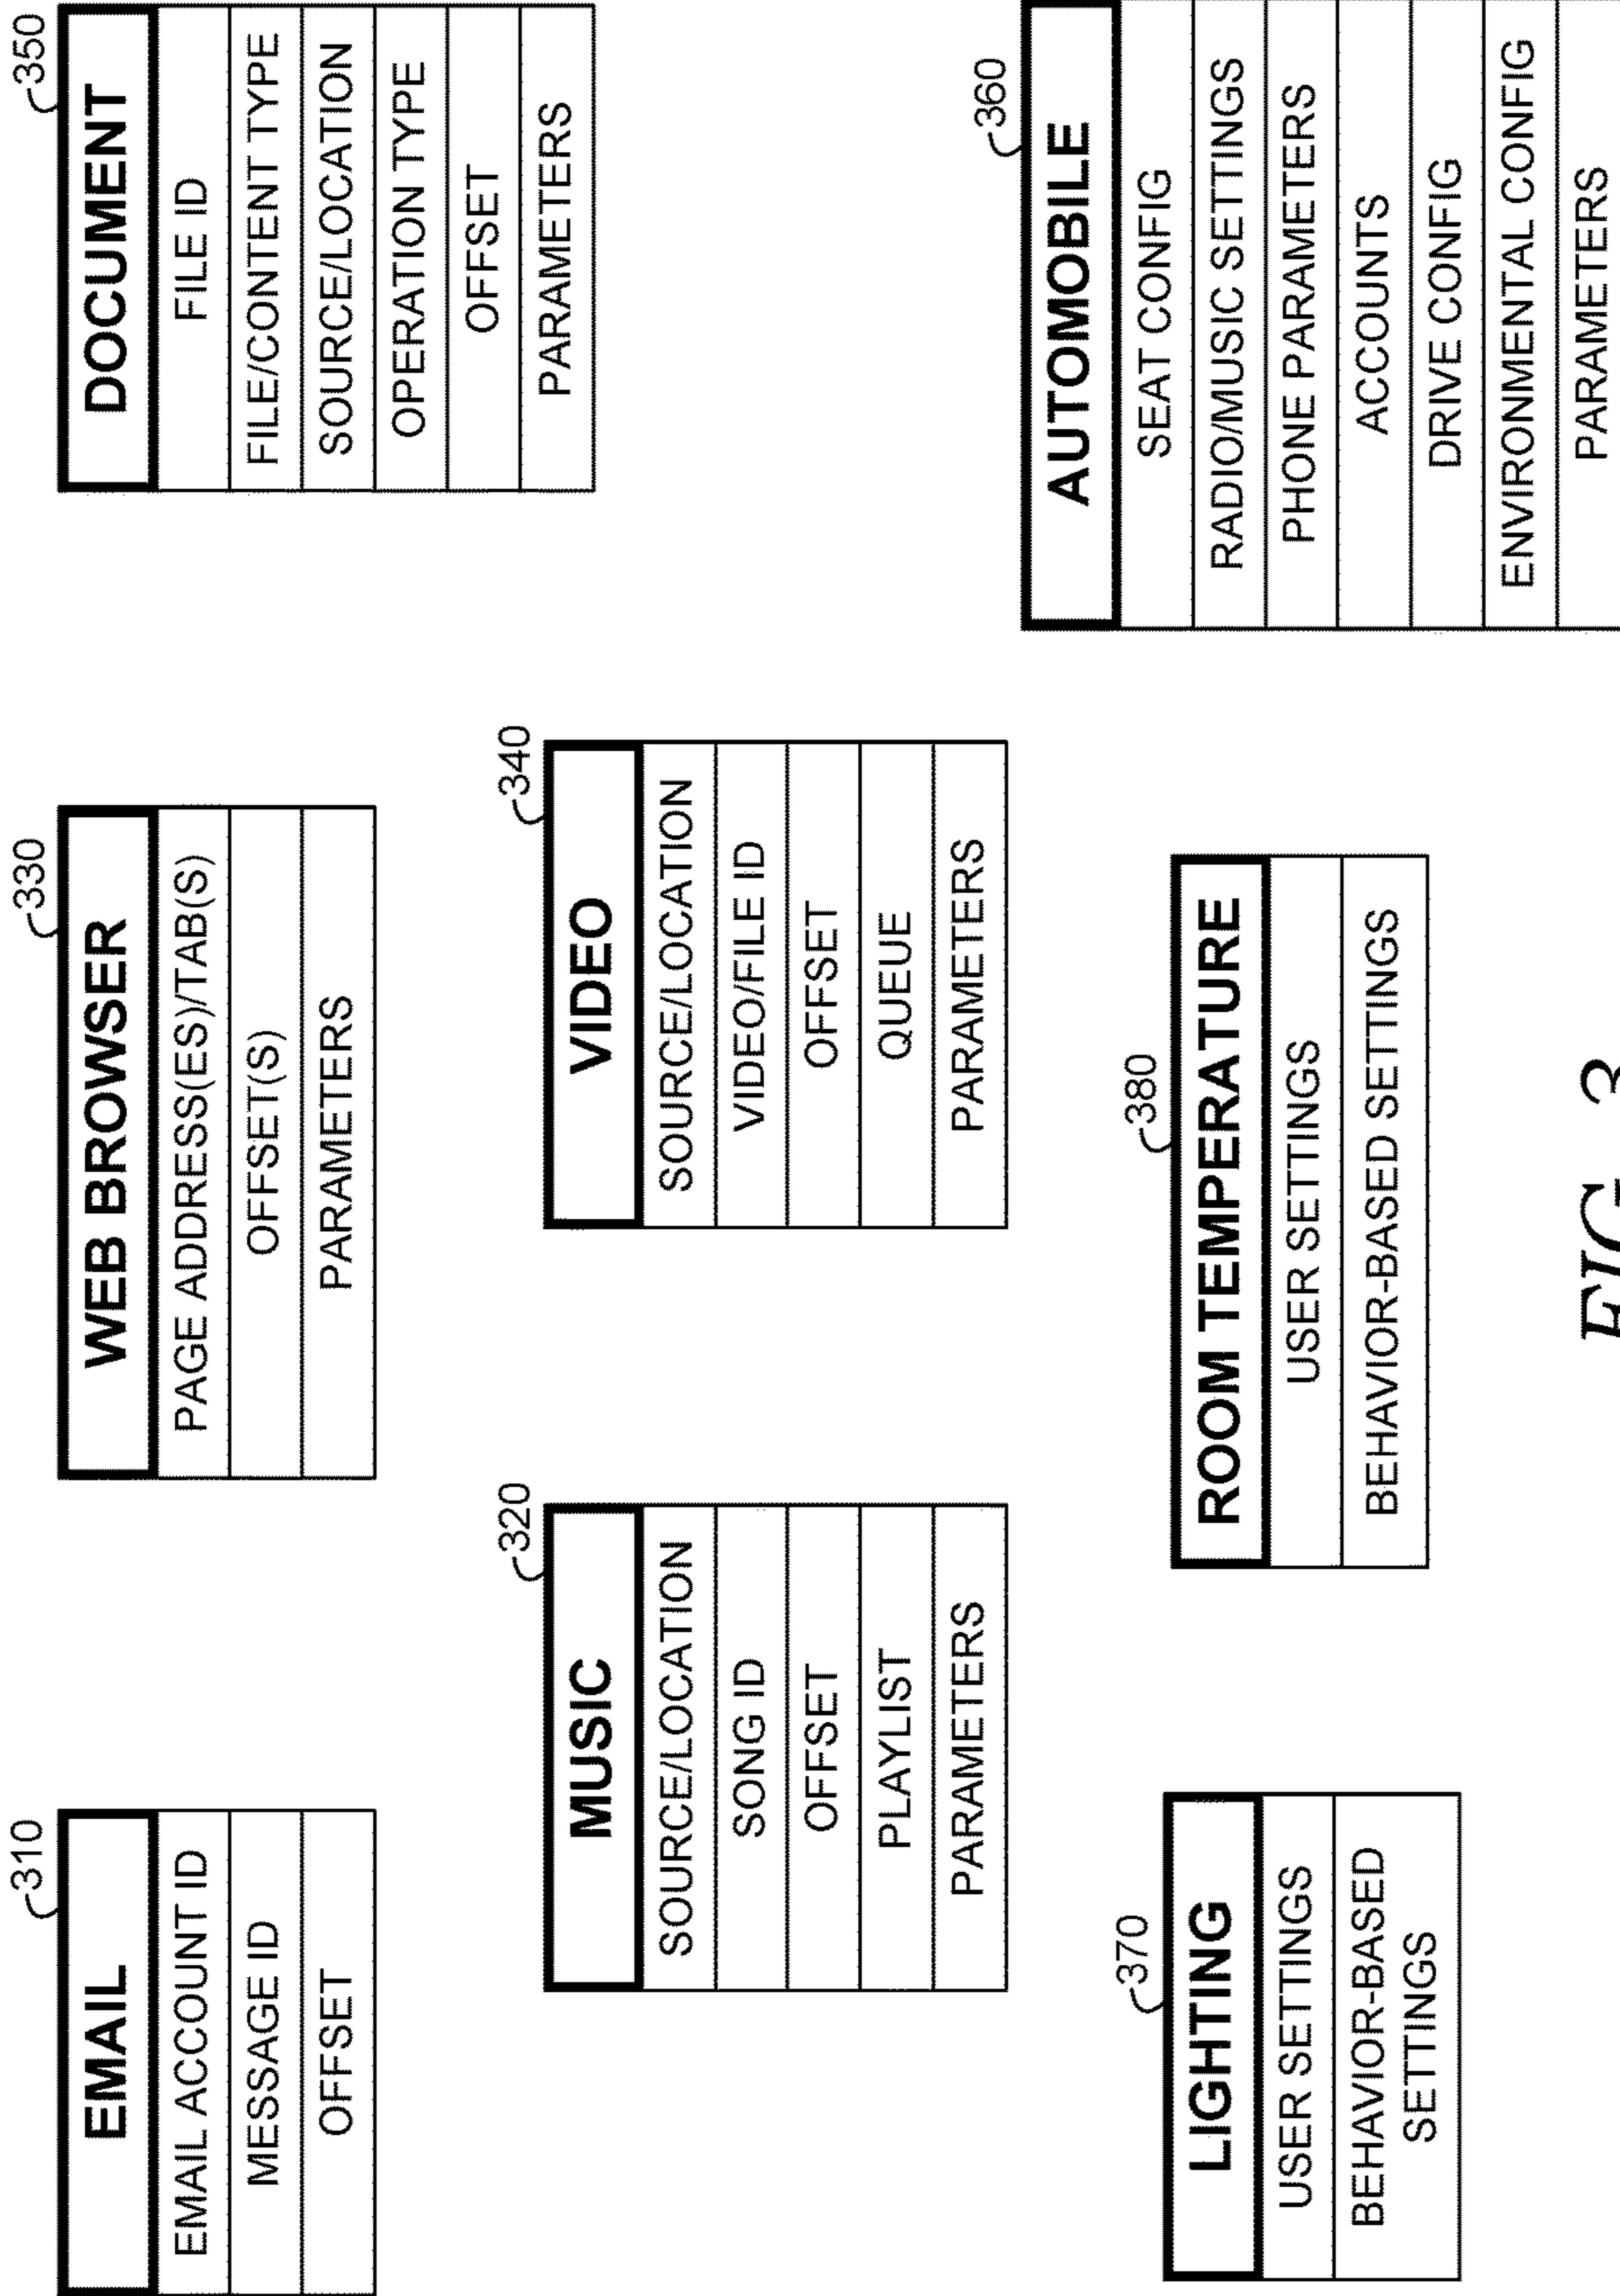 310
EMAIL
EMAIL ACCOUNT ID
MESSAGE ID
OFFSET
330
WEB BROWSER
PAGE ADDRESS(ES)/TAB(S)
OFFSET(S)
PARAMETERS
350
DOCUMENT
FILE ID
FILE/CONTENT TYPE
SOURCE/LOCATION
OPERATION TYPE
OFFSET
PARAMETERS
320
MUSIC
SOURCE/LOCATION
SONG ID
OFFSET
PLAYLIST
PARAMETERS
340
VIDEO
SOURCE/LOCATION
VIDEO/FILE ID
OFFSET
QUEUE
PARAMETERS
360
AUTOMOBILE
SEAT CONFIG
RADIO/MUSIC SETTINGS
PHONE PARAMETERS
ACCOUNTS
DRIVE CONFIG
ENVIRONMENTAL CONFIG
PARAMETERS
370
LIGHTING
USER SETTINGS
BEHAVIOR-BASED
SETTINGS
380
ROOM TEMPERATURE
USER SETTINGS
BEHAVIOR-BASED SETTINGS
FIG. 3